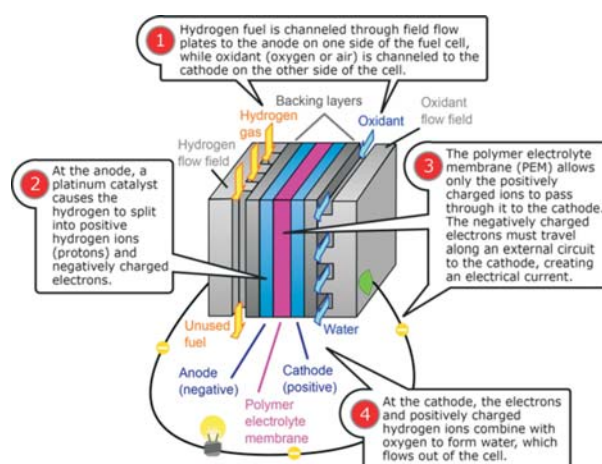 1
Hydrogen fuel is channeled through field flow
plates to the anode on one side of the fuel cell,
while oxidant (oxygen or air) is channeled to the
cathode on the other side of the cell.
Backing layers
Oxidant
flow field
Hydrogen
gas
Oxidant
Hydrogen
flow field
2
At the anode, a
platinum catalyst
causes the
hydrogen to split
into positive
hydrogen ions
(protons) and
negatively charged
electrons.
3
The polymer electrolyte
membrane (PEM) allows
only the positively
charged ions to pass
through it to the cathode.
The negatively charged
electrons must travel
along an external circuit
to the cathode, creating
an electrical current.
Unused
fuel
Water
Anode
(negative)
Cathode
(positive)
Polymer
electrolyte
membrane
4
At the cathode, the electrons
and positively charged
hydrogen ions combine with
oxygen to form water, which
flows out of the cell.